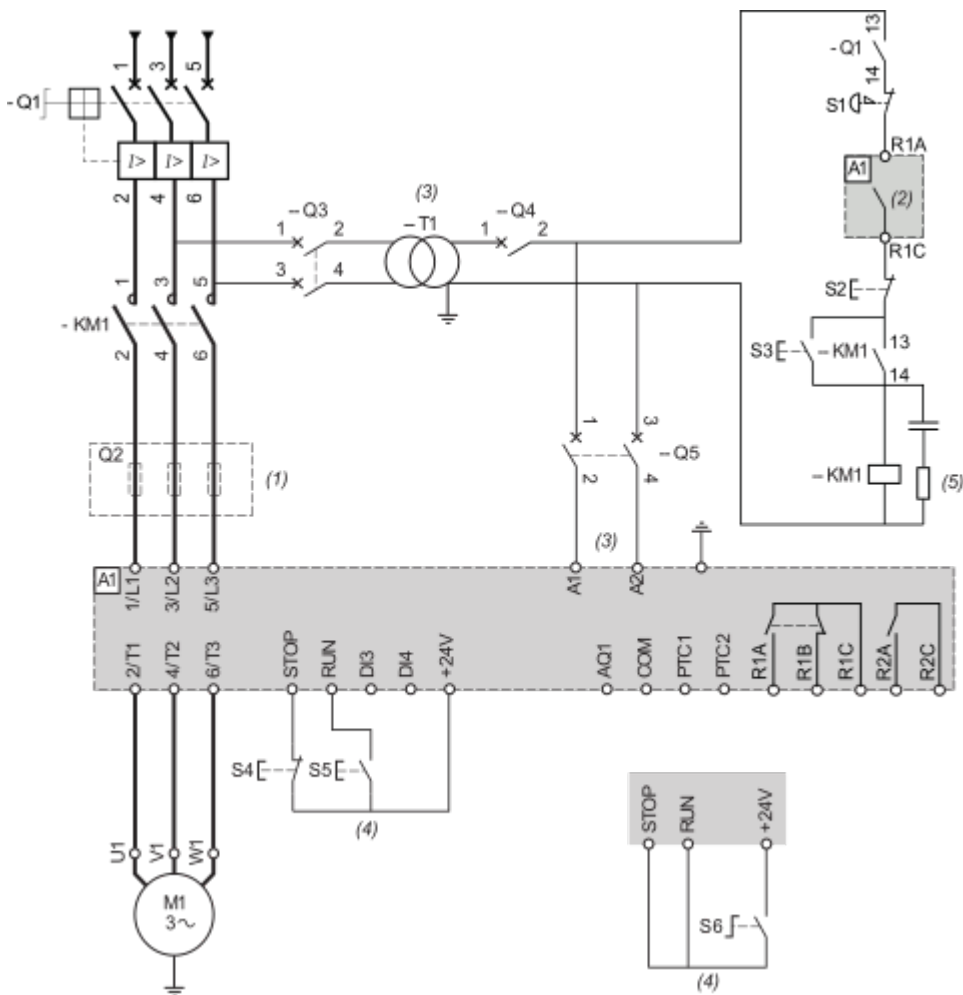 1 3 5
- Q1
I> I> I>
2 4 6
1 3 5
- KM1
2 4 6
Q2
(1)
– Q3
1 2
3 4
(3)
– T1
– Q4
1 2
1 3
– Q5
2 4
(3)
13
- Q1
14
S1
R1A
A1
(2)
R1C
S2
S3
– KM1
13
14
– KM1
(5)
A1
1/L1 3/L2 5/L3
A1 A2
2/T1 4/T2 6/T3
STOP RUN DI3 DI4 +24V
AQ1 COM PTC1 PTC2 R1A R1B R1C R2A R2C
S4
S5
(4)
U1 V1 W1
M1
3~
STOP RUN +24V
S6
(4)